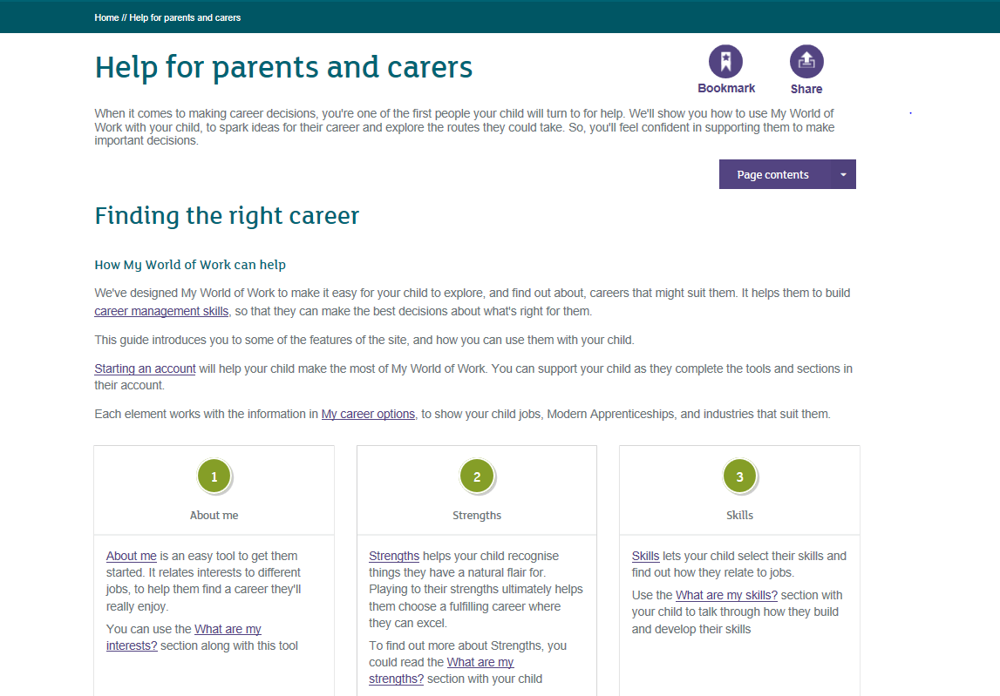 Home // Help for parents and carers
Help for parents and carers
Bookmark
Share
When it comes to making career decisions, you're one of the first people your child will turn to for help. We'll show you how to use My World of
Work with your child, to spark ideas for their career and explore the routes they could take. So, you'll feel confident in supporting them to make
important decisions.
Page contents
Finding the right career
How My World of Work can help
We've designed My World of Work to make it easy for your child to explore, and find out about, careers that might suit them. It helps them to build
career management skills, so that they can make the best decisions about what's right for them.
This guide introduces you to some of the features of the site, and how you can use them with your child.
Starting an account will help your child make the most of My World of Work. You can support your child as they complete the tools and sections in
their account.
Each element works with the information in My career options, to show your child jobs, Modern Apprenticeships, and industries that suit them.
1
About me
About me is an easy tool to get them
started. It relates interests to different
jobs, to help them find a career they'll
really enjoy.
You can use the What are my
interests? section along with this tool
2
Strengths
Strengths helps your child recognise
things they have a natural flair for.
Playing to their strengths ultimately helps
them choose a fulfilling career where
they can excel.
To find out more about Strengths, you
could read the What are my
strengths? section with your child
3
Skills
Skills lets your child select their skills and
find out how they relate to jobs.
Use the What are my skills? section with
your child to talk through how they build
and develop their skills